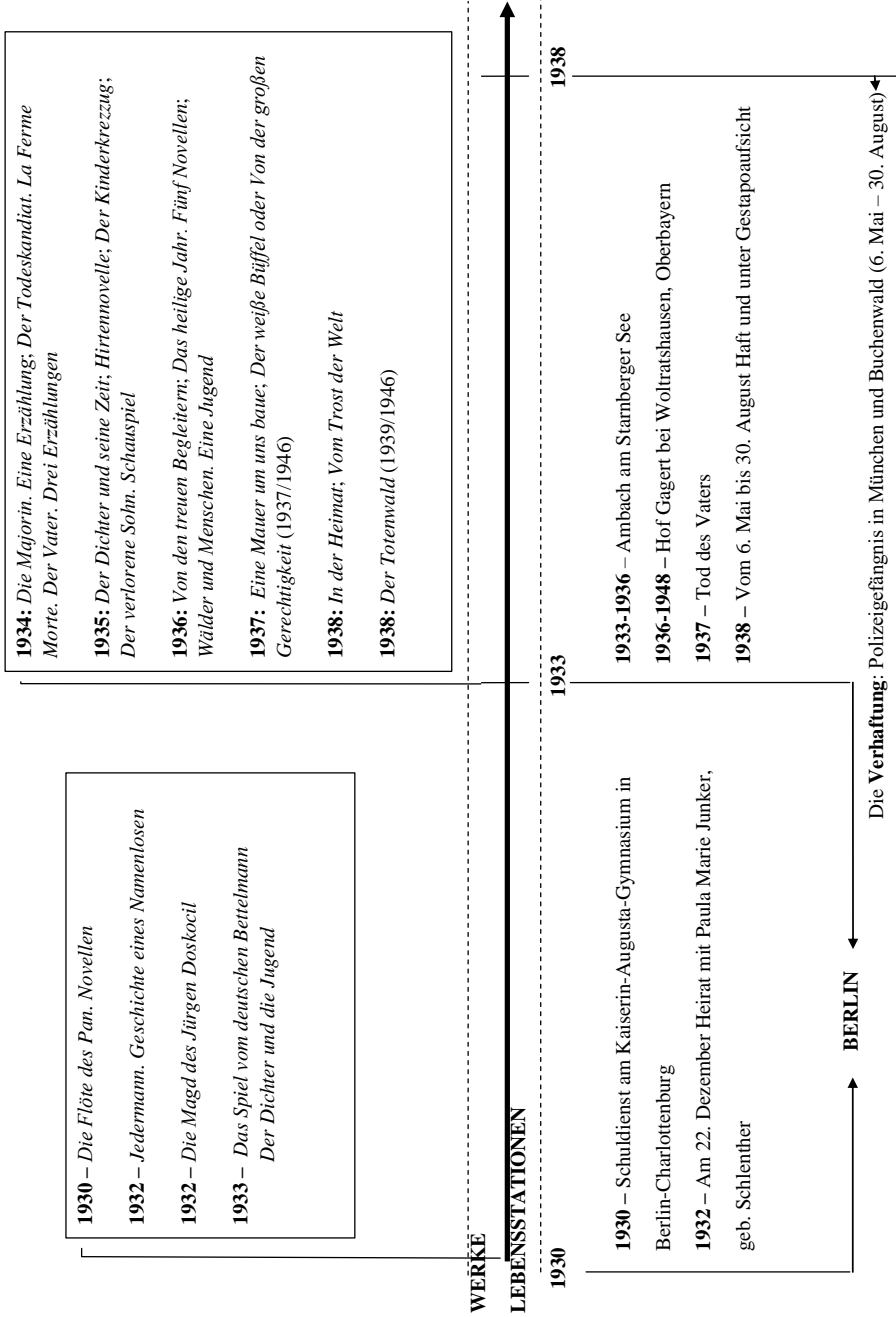 1930 – Die Flöte des Pan. Novellen
1932 – Jedermann. Geschichte eines Namenlosen
1932 – Die Magd des Jürgen Doskocil
1933 – Das Spiel vom deutschen Bettelmann
Der Dichter und die Jugend
1934: Die Majorin. Eine Erzählung; Der Todeskandiat. La Ferme
Morte. Der Vater. Drei Erzählungen
1935: Der Dichter und seine Zeit; Hirtennovelle; Der Kinderkrezzug;
Der verlorene Sohn. Schauspiel
1936: Von den treuen Begleitern; Das heilige Jahr. Fünf Novellen;
Wälder und Menschen. Eine Jugend
1937: Eine Mauer um uns baue; Der weiße Büffel oder Von der großen
Gerechtigkeit (1937/1946)
1938: In der Heimat; Vom Trost der Welt
1938: Der Totenwald (1939/1946)
WERKE
LEBENSSTATIONEN
1930
1933
1938
1930 – Schuldienst am Kaiserin-Augusta-Gymnasium in
Berlin-Charlottenburg
1932 – Am 22. Dezember Heirat mit Paula Marie Junker,
geb. Schlenther
1933-1936 – Ambach am Starnberger See
1936-1948 – Hof Gagert bei Woltratshausen, Oberbayern
1937 – Tod des Vaters
1938 – Vom 6. Mai bis 30. August Haft und unter Gestapoaufsicht
BERLIN
Die Verhaftung: Polizeigefängnis in München und Buchenwald (6. Mai – 30. August)